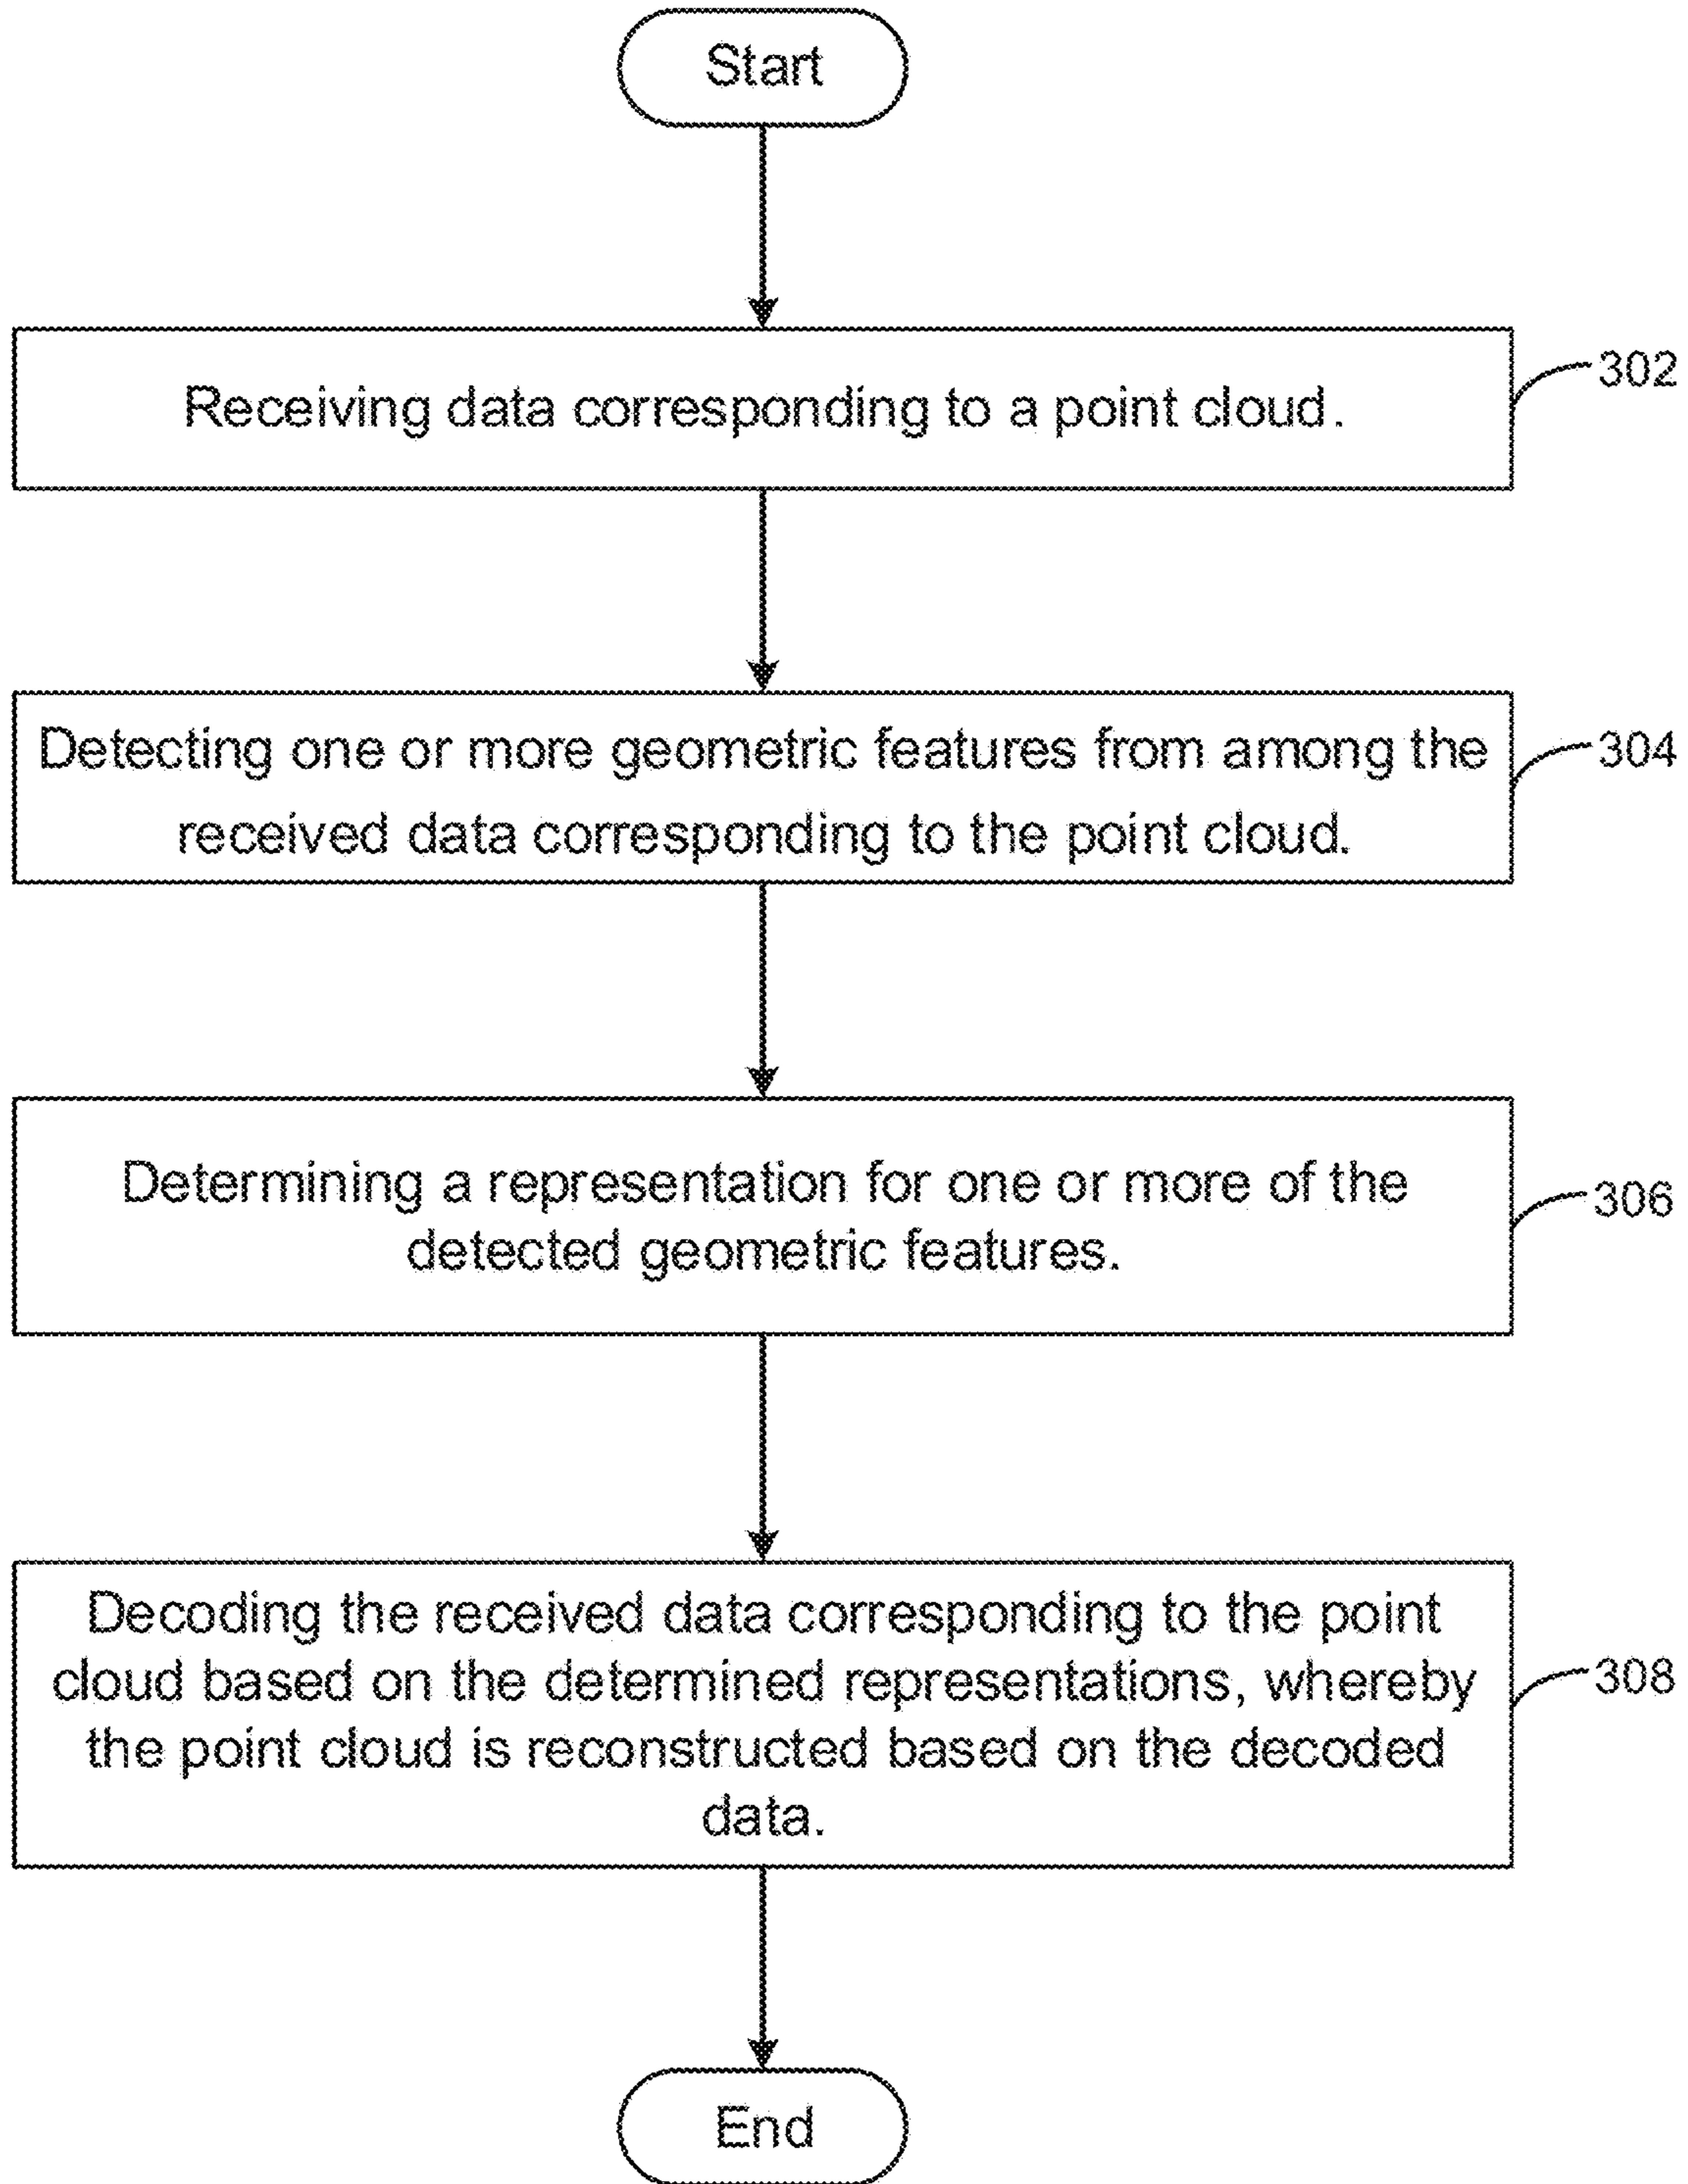 Start
Receiving data corresponding to a point cloud.
302
Detecting one or more geometric features from among the
received data corresponding to the point cloud.
304
Determining a representation for one or more of the
detected geometric features.
306
Decoding the received data corresponding to the point
cloud based on the determined representations, whereby
the point cloud is reconstructed based on the decoded
data.
308
End